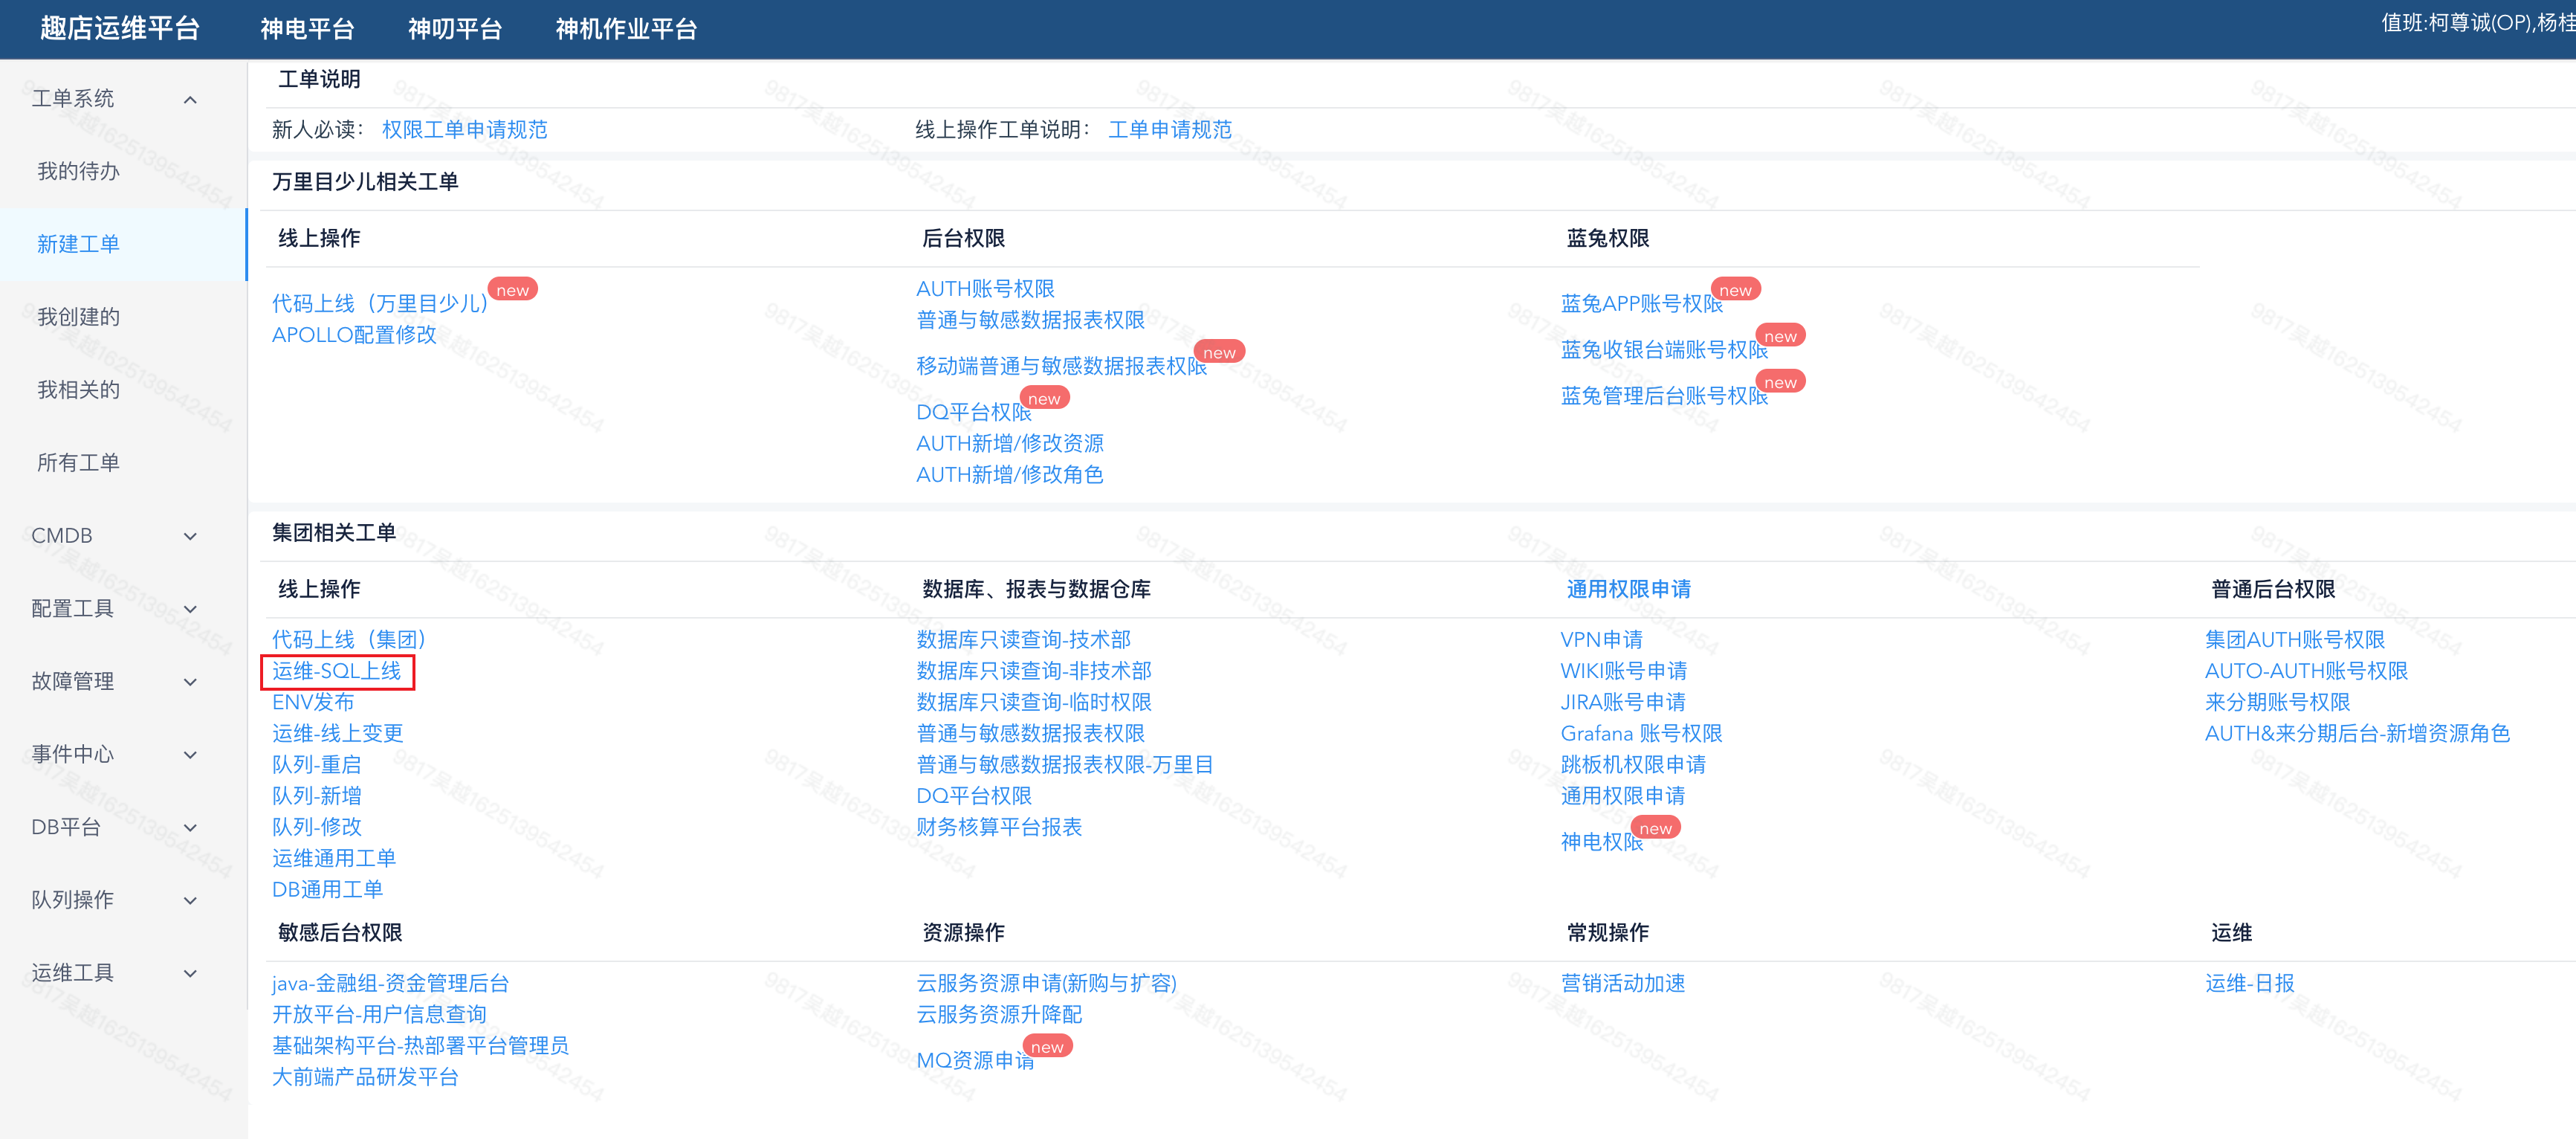 趣店运维平台 神电平台 神叨平台 神机作业平台 值班:柯尊诚(OP),杨桂
工单系统
我的待办
新建工单
我创建的
我相关的
所有工单
CMDB
配置工具
故障管理
事件中心
DB平台
队列操作
运维工具
工单说明
新人必读： 权限工单申请规范 线上操作工单说明： 工单申请规范
万里目少儿相关工单
线上操作
代码上线（万里目少儿） new
APOLLO配置修改
后台权限
AUTH账号权限
普通与敏感数据报表权限
移动端普通与敏感数据报表权限 new
DQ平台权限 new
AUTH新增/修改资源
AUTH新增/修改角色
蓝兔权限
蓝兔APP账号权限 new
蓝兔收银台端账号权限 new
蓝兔管理后台账号权限 new
集团相关工单
线上操作
代码上线（集团）
运维-SQL上线
ENV发布
运维-线上变更
队列-重启
队列-新增
队列-修改
运维通用工单
DB通用工单
数据库、报表与数据仓库
数据库只读查询-技术部
数据库只读查询-非技术部
数据库只读查询-临时权限
普通与敏感数据报表权限
普通与敏感数据报表权限-万里目
DQ平台权限
财务核算平台报表
通用权限申请
VPN申请
WIKI账号申请
JIRA账号申请
Grafana 账号权限
跳板机权限申请
通用权限申请
神电权限 new
普通后台权限
集团AUTH账号权限
AUTO-AUTH账号权限
来分期账号权限
AUTH&来分期后台-新增资源角色
敏感后台权限
java-金融组-资金管理后台
开放平台-用户信息查询
基础架构平台-热部署平台管理员
大前端产品研发平台
资源操作
云服务资源申请(新购与扩容)
云服务资源升降配
MQ资源申请 new
常规操作
营销活动加速
运维
运维-日报
9817吴越1625139542454